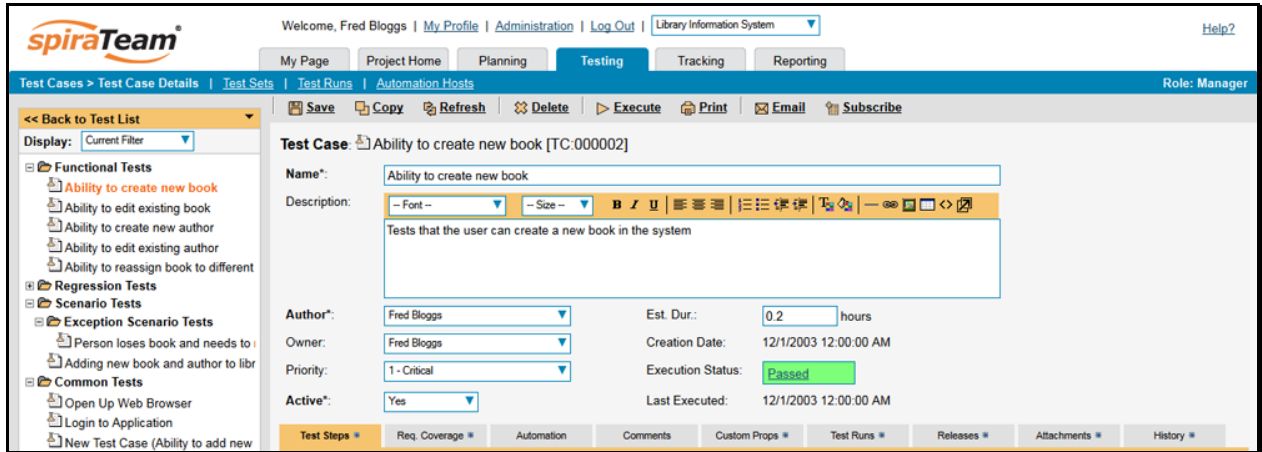 spiraTeam®
Welcome, Fred Bloggs | My Profile | Administration | Log Out | Library Information System
Help?
My Page Project Home Planning Testing Tracking Reporting
Test Cases > Test Case Details | Test Sets | Test Runs | Automation Hosts
Role: Manager
<< Back to Test List
Display: Current Filter
Functional Tests
Ability to create new book
Ability to edit existing book
Ability to create new author
Ability to edit existing author
Ability to reassign book to different
Regression Tests
Scenario Tests
Exception Scenario Tests
Person loses book and needs to
Adding new book and author to libr
Common Tests
Open Up Web Browser
Login to Application
New Test Case (Ability to add new
Save Copy Refresh Delete Execute Print Email Subscribe
Test Case: Ability to create new book [TC:000002]
Name*: Ability to create new book
Description: -- Font -- -- Size -- B I U
Tests that the user can create a new book in the system
Author*: Fred Bloggs Est. Dur.: 0.2 hours
Owner: Fred Bloggs Creation Date: 12/1/2003 12:00:00 AM
Priority: 1 - Critical Execution Status: Passed
Active*: Yes Last Executed: 12/1/2003 12:00:00 AM
Test Steps Req. Coverage Automation Comments Custom Props Test Runs Releases Attachments History